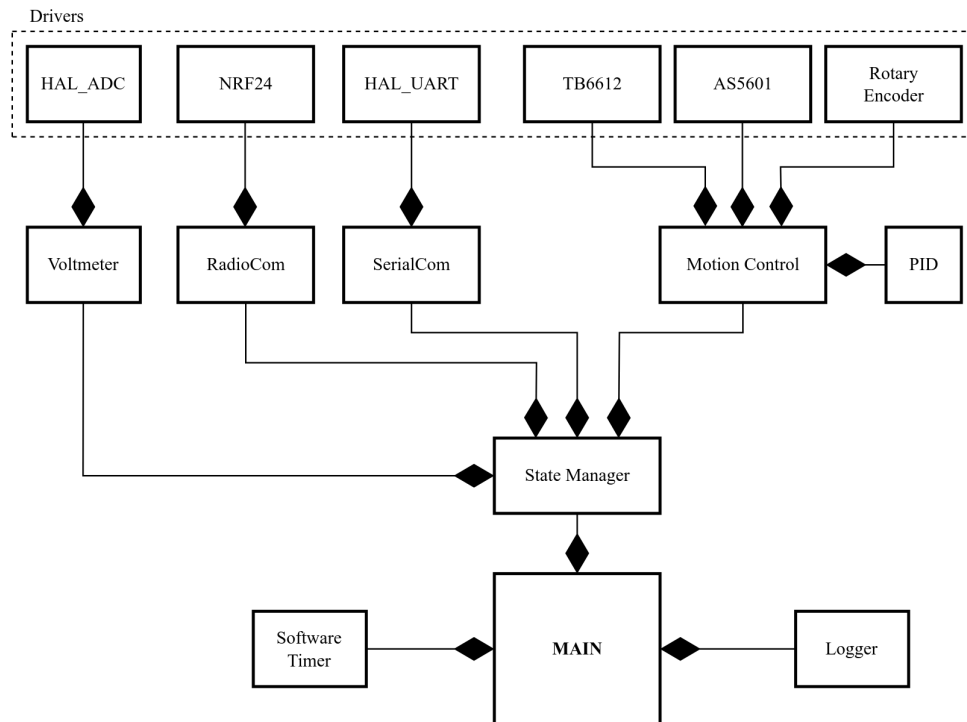 Drivers
HAL_ADC
NRF24
HAL_UART
TB6612
AS5601
Rotary
Encoder
Voltmeter
RadioCom
SerialCom
Motion Control
PID
State Manager
Software
Timer
MAIN
Logger